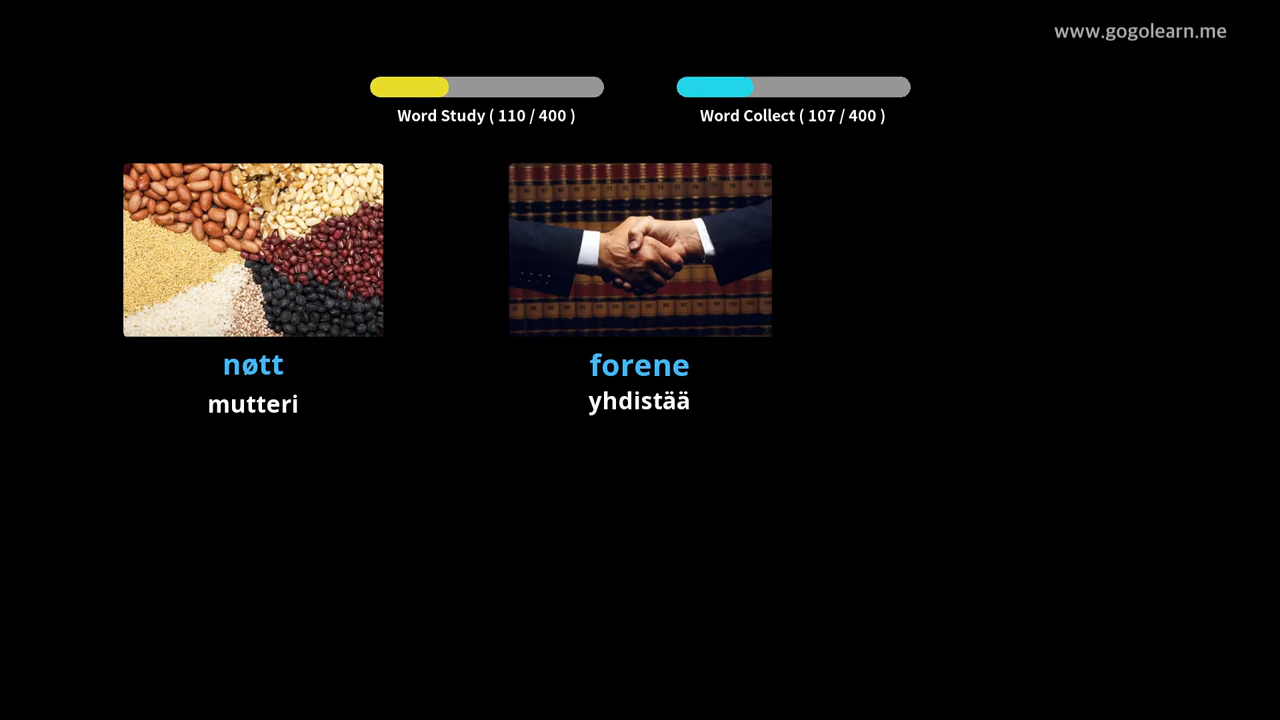 www.gogolearn.me
Word Study ( 110 / 400 )
Word Collect ( 107 / 400 )
nøtt
mutteri
forene
yhdistää